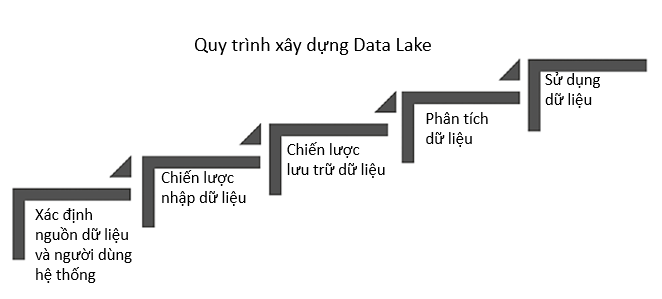 Quy trình xây dựng Data Lake
Xác định
nguồn dữ liệu
và người dùng
hệ thống
Chiến lược
nhập dữ liệu
Chiến lược
lưu trữ dữ liệu
Phân tích
dữ liệu
Sử dụng
dữ liệu